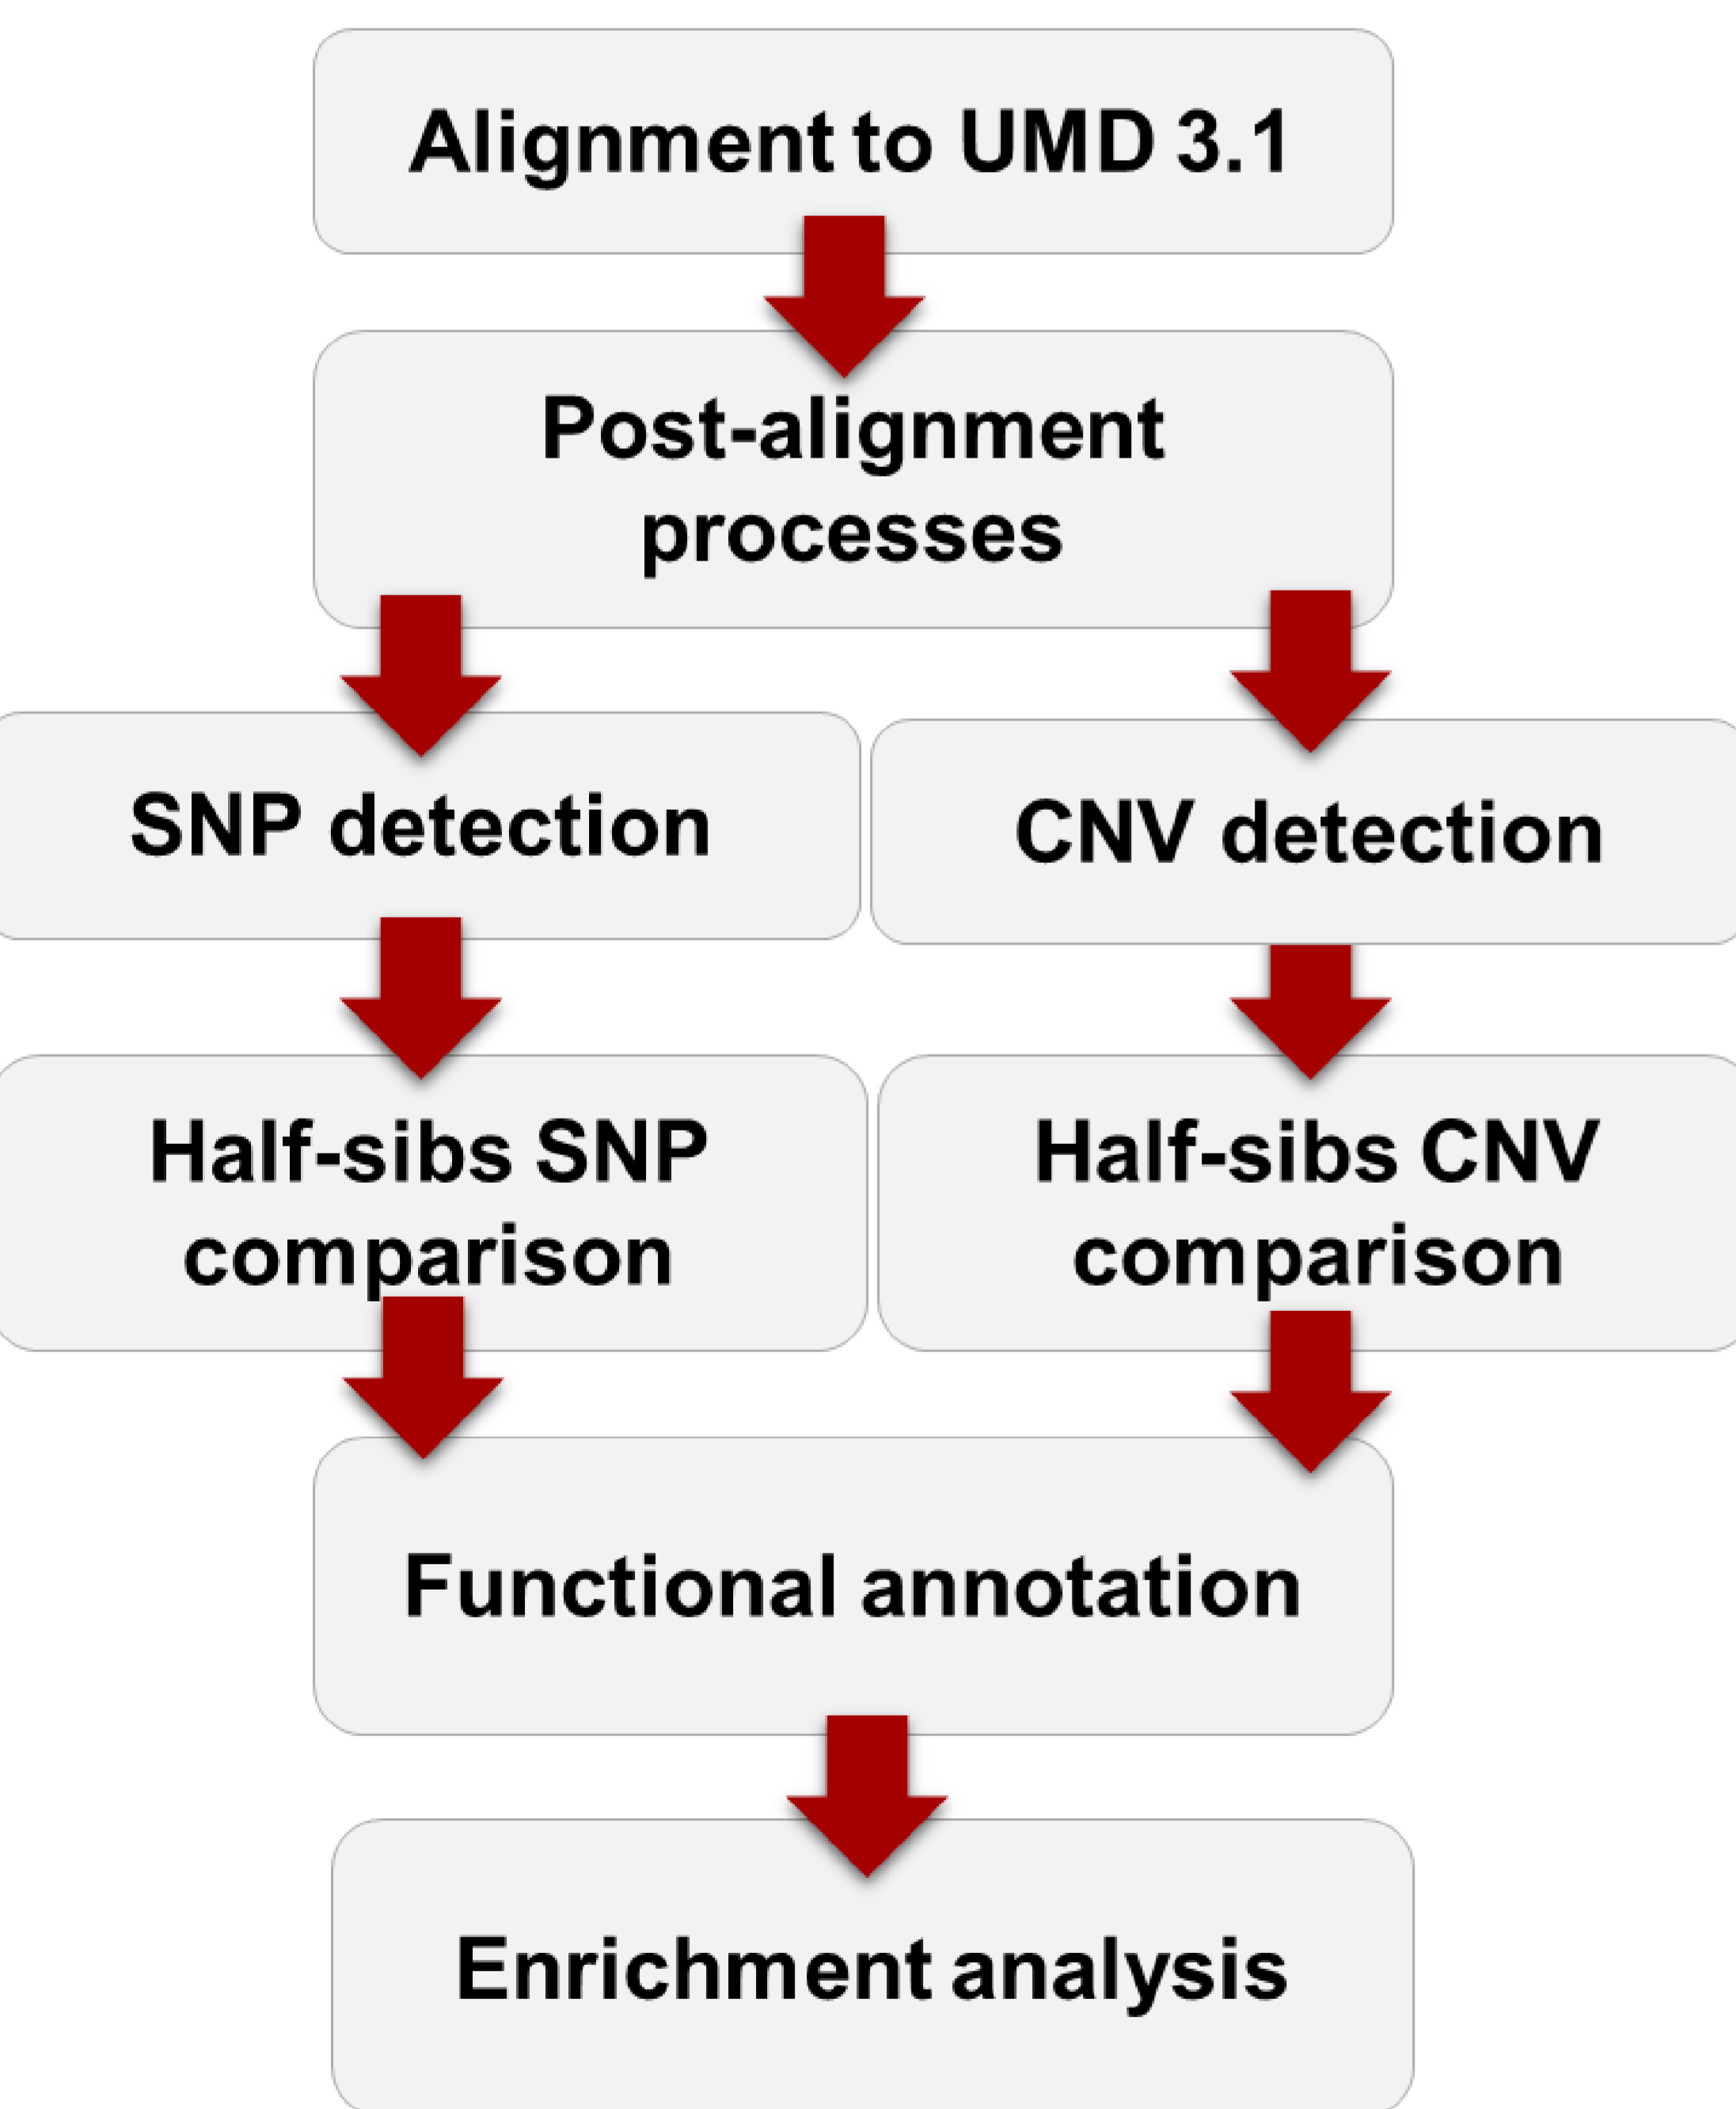 Alignment to UMD 3.1
Post-alignment
processes
SNP detection
CNV detection
Half-sibs SNP
comparison
Half-sibs CNV
comparison
Functional annotation
Enrichment analysis